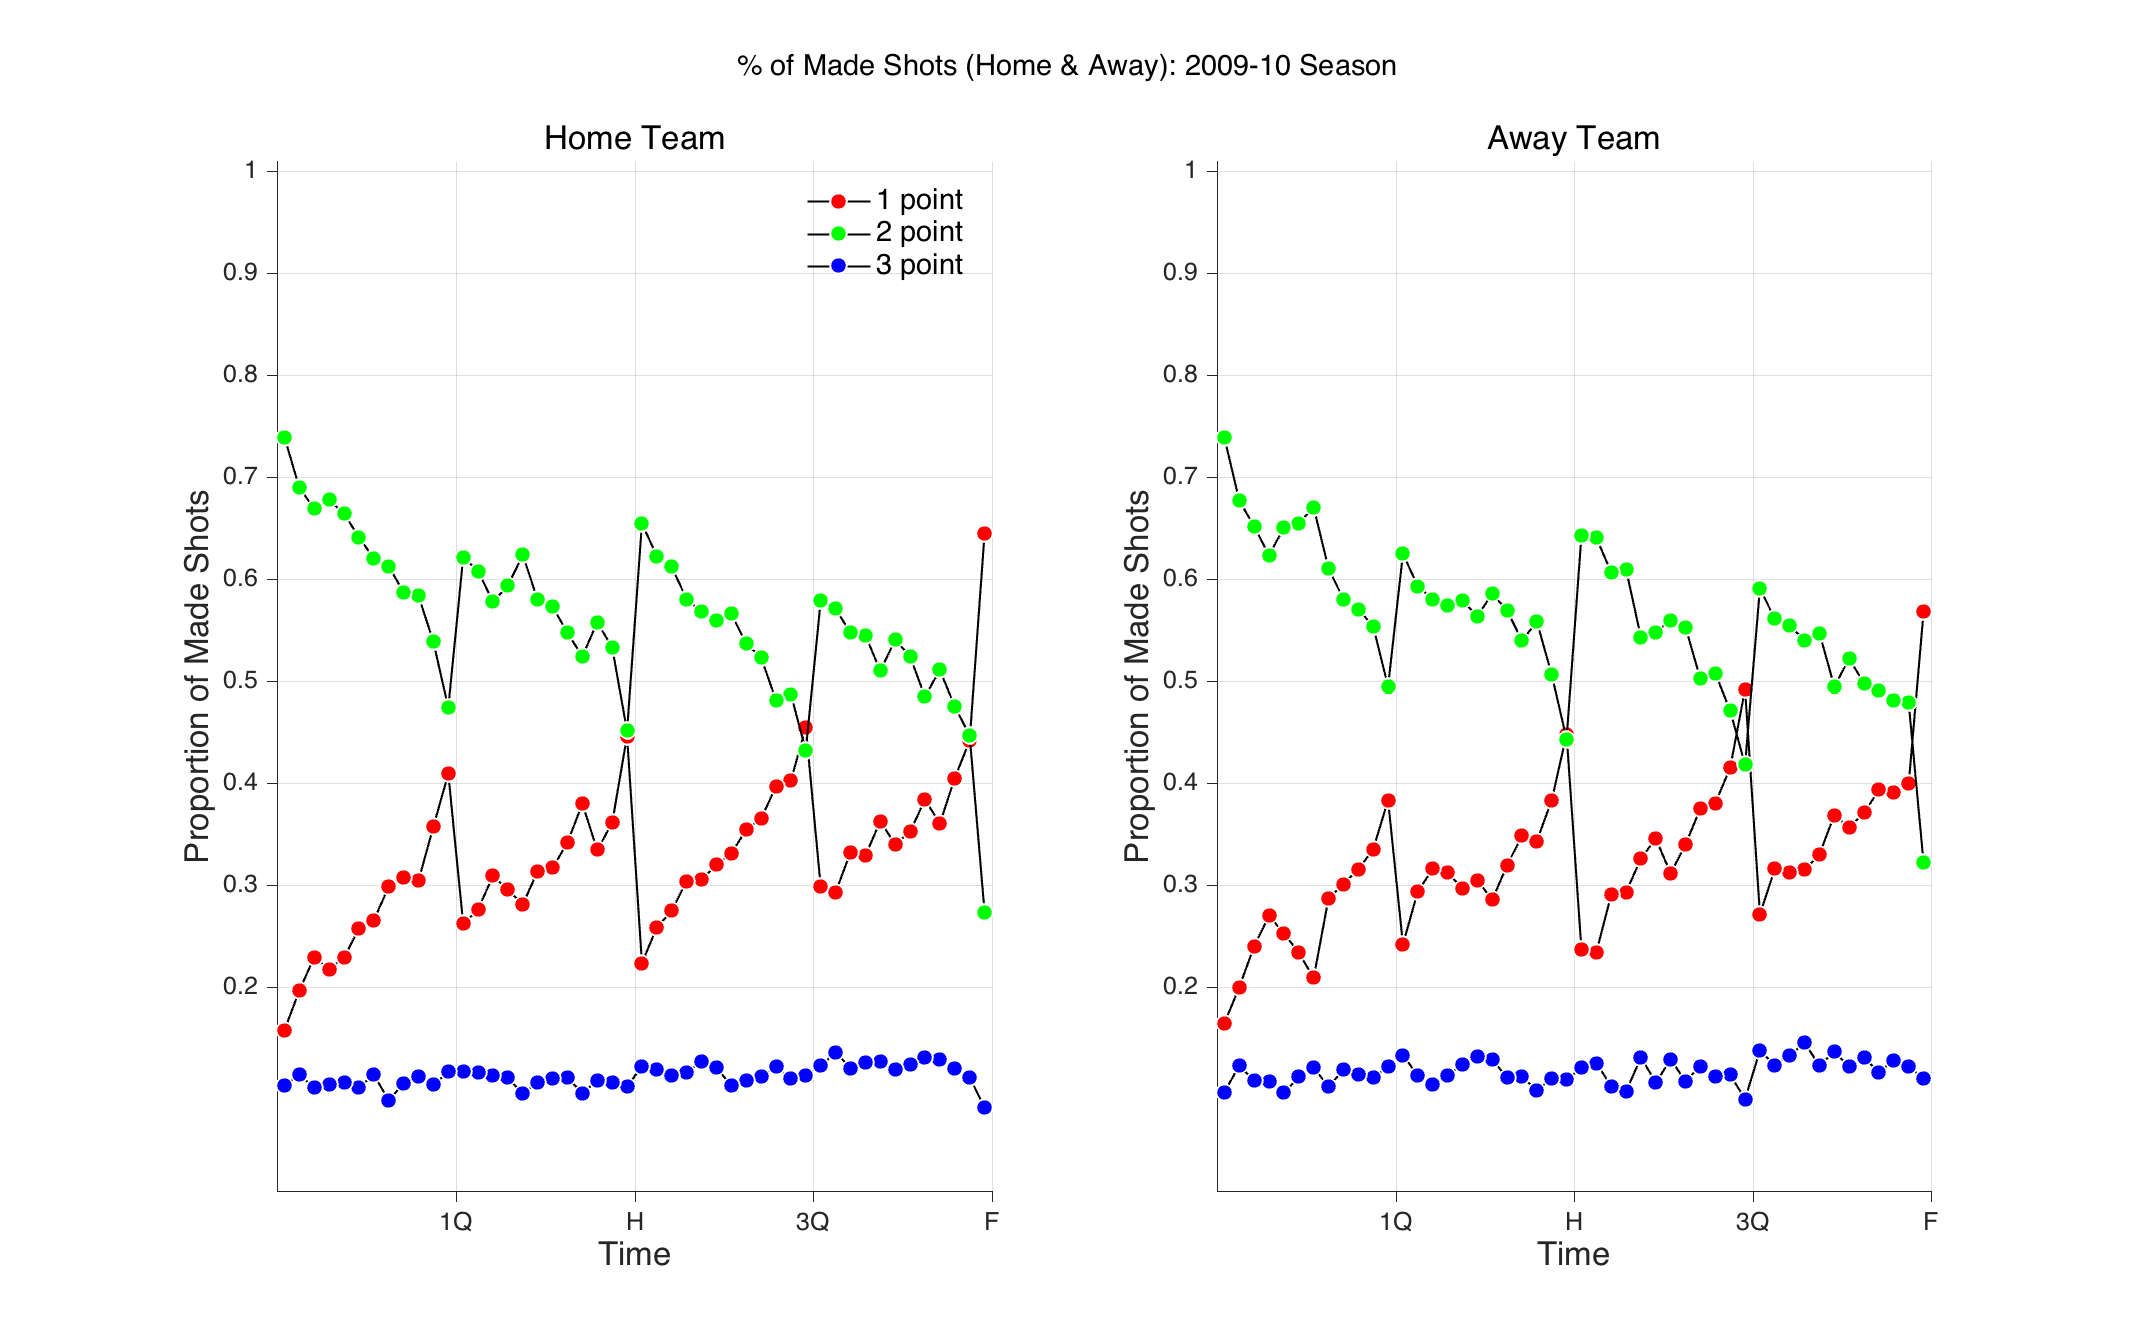 % of Made Shots (Home & Away): 2009-10 Season
Home Team
1
0.9
0.8
0.7
0.6
0.5
0.4
0.3
0.2
Proportion of Made Shots
1 point
2 point
3 point
1Q
H
3Q
F
Time
Away Team
1
0.9
0.8
0.7
0.6
0.5
0.4
0.3
0.2
Proportion of Made Shots
1Q
H
3Q
F
Time